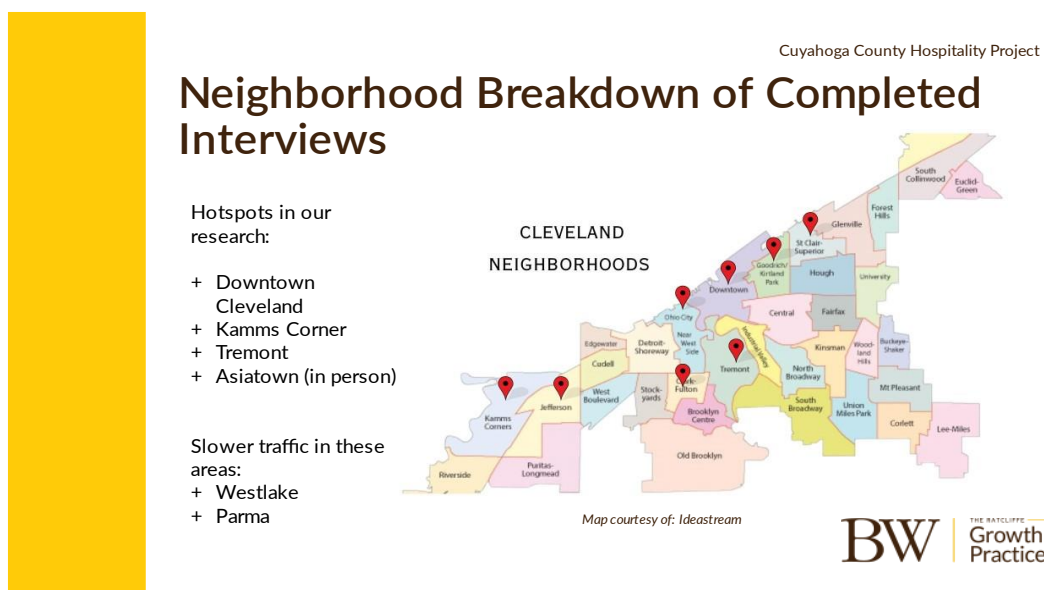 Cuyahoga County Hospitality Project
Neighborhood Breakdown of Completed
Interviews
Hotspots in our
research:
+ Downtown
Cleveland
+ Kamms Corner
+ Tremont
+ Asiatown (in person)
Slower traffic in these
areas:
+ Westlake
+ Parma
CLEVELAND
NEIGHBORHOODS
South
Collinwood
Euclid-
Green
Forest
Hills
Glenville
St Clair-
Superior
Goodrich/
Kirtland
Park
Hough
University
Downtown
Ohio City
Central
Fairfax
Near
West
Side
Industrial Valley
Edgewater
Detroit-
Shoreway
Cudell
Tremont
Kinsman
Wood-
land
Hills
Buckeye-
Shaker
North
Broadway
Mt Pleasant
Fulton
Stock-
yards
West
Boulevard
Jefferson
Kamms
Corners
Brooklyn
Centre
South
Broadway
Union
Miles Park
Corlett
Lee-Miles
Old Brooklyn
Puritas-
Longmead
Riverside
Map courtesy of: Ideastream
BW
THE RATCLIFFE
Growth
Practice